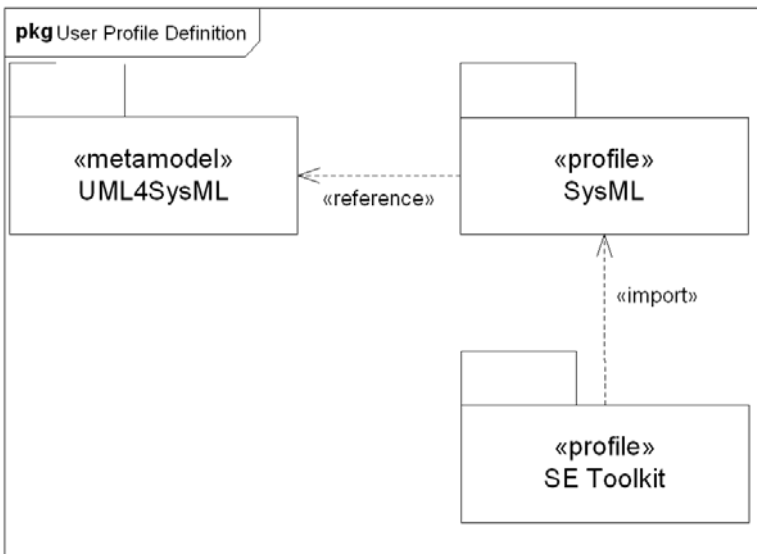 pkg User Profile Definition
«metamodel»
UML4SysML
«profile»
SysML
«reference»
«import»
«profile»
SE Toolkit